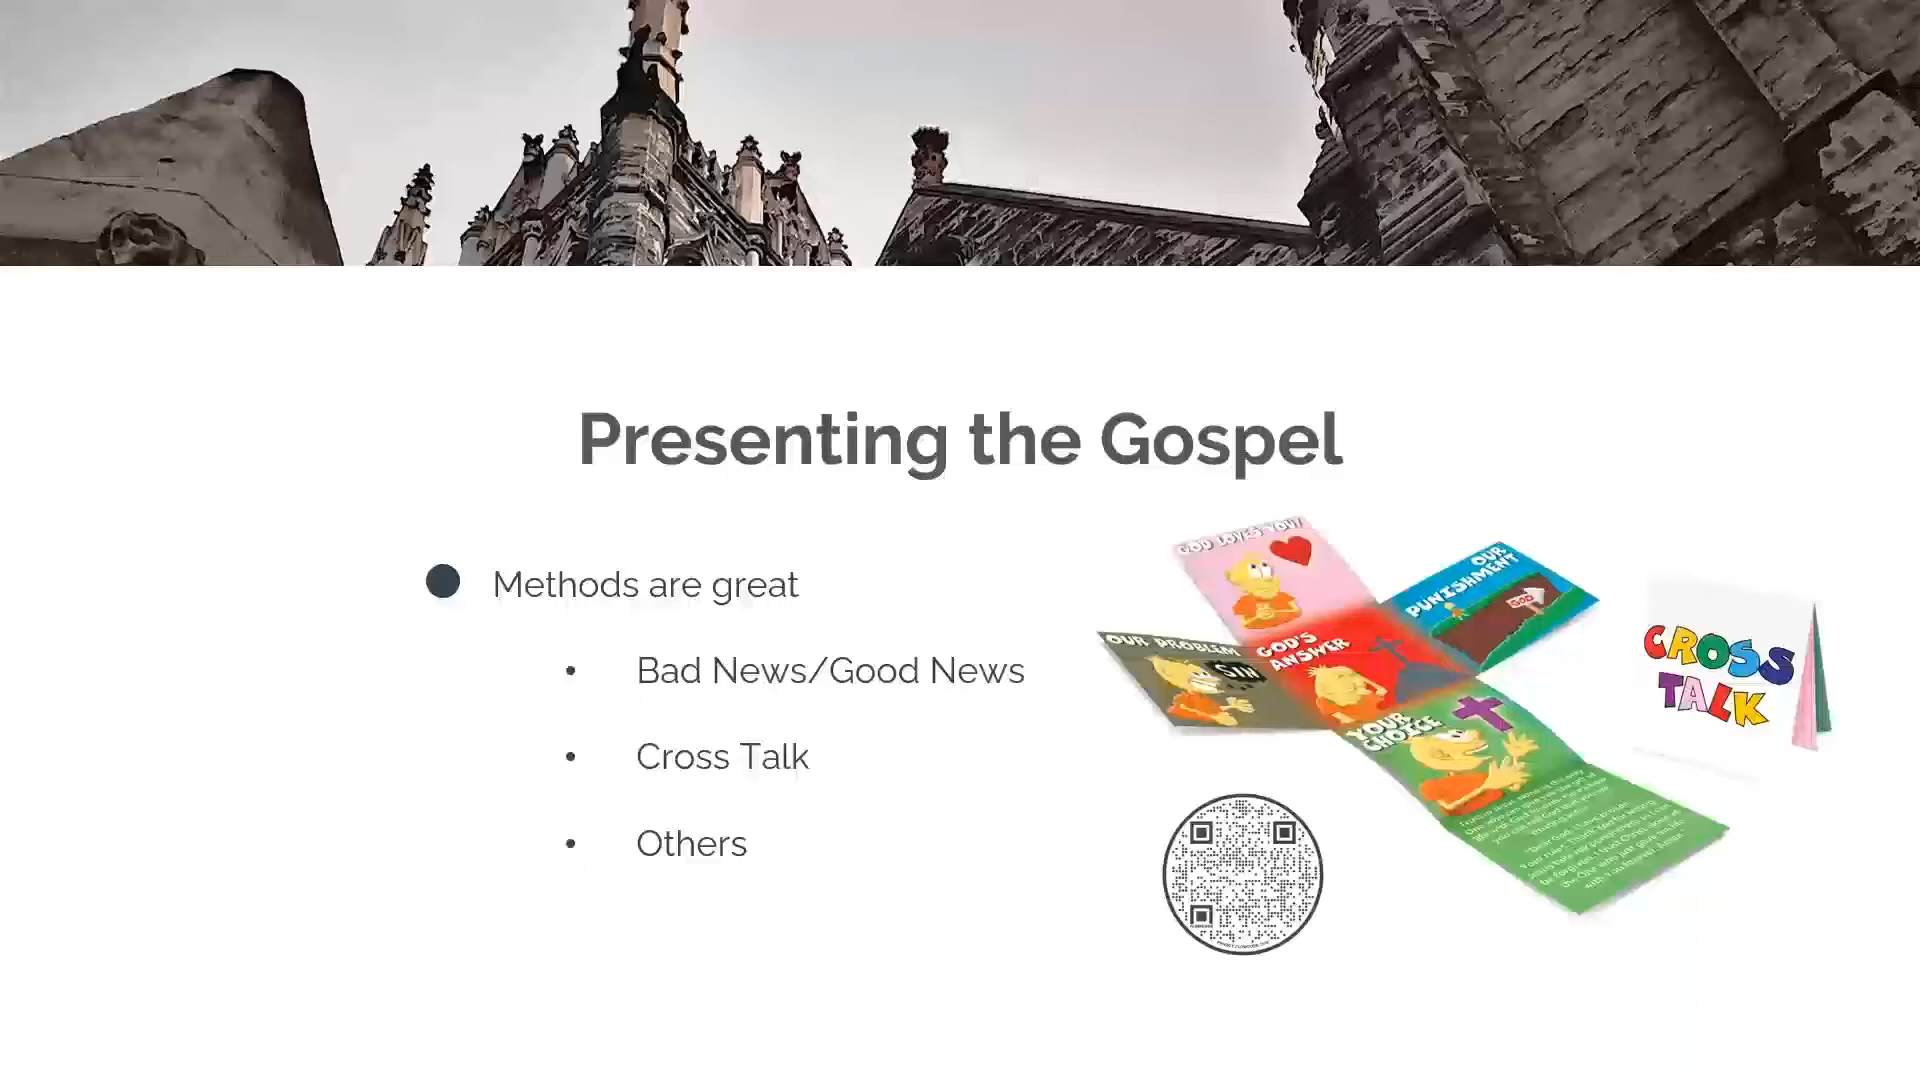 Presenting the Gospel
Methods are great
• Bad News/Good News
• Cross Talk
• Others
GOD LOVES YOU!
OUR PROBLEM
SIN
GOD'S
ANSWER
OUR
PUNISHMENT
GOD
YOUR
CHOICE
CROSS
TALK